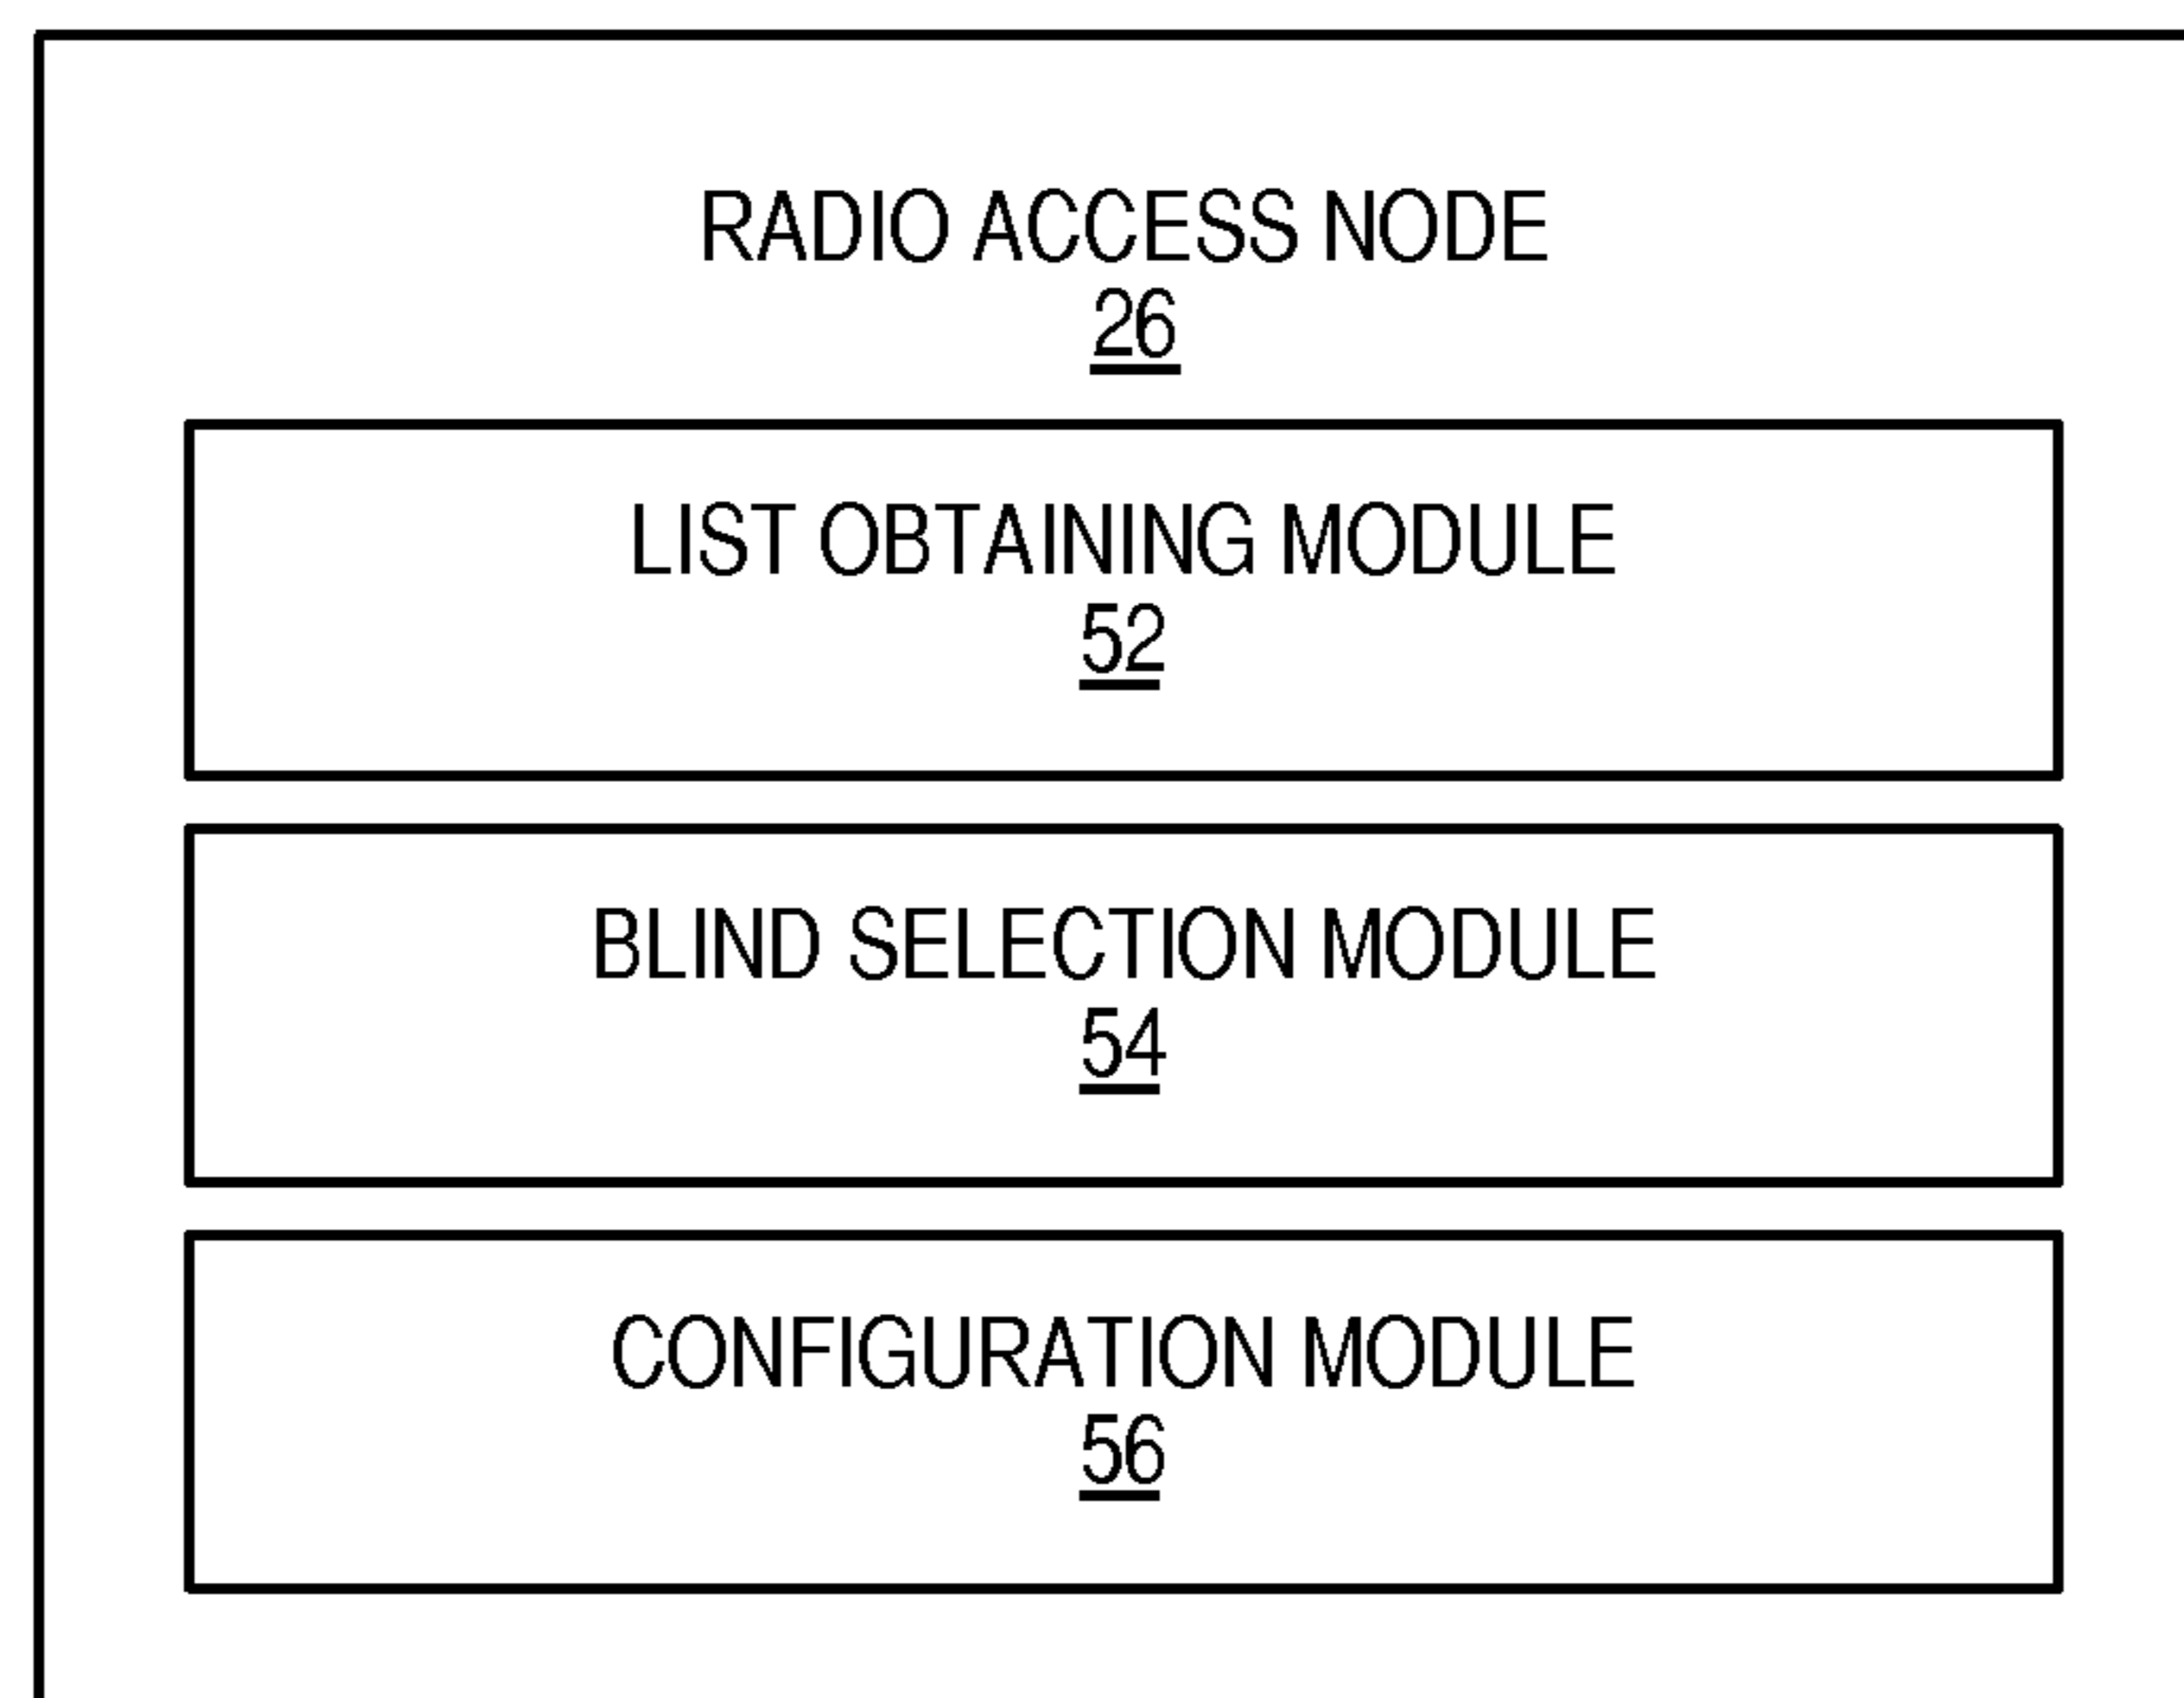 RADIO ACCESS NODE
26
LIST OBTAINING MODULE
52
BLIND SELECTION MODULE
54
CONFIGURATION MODULE
56